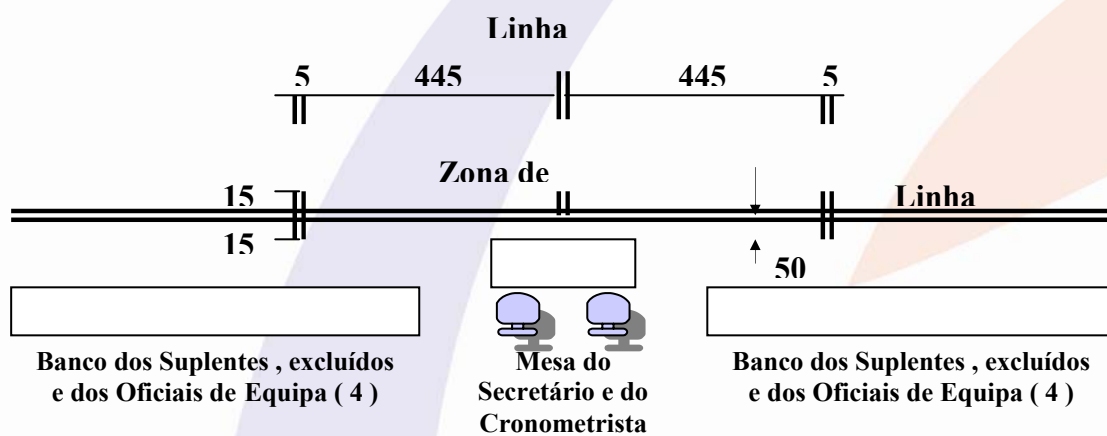 Linha
5 445 445 5
Zona de
15
Linha
15
50
Banco dos Suplentes , excluídos
e dos Oficiais de Equipa ( 4 )
Mesa do
Secretário e do
Cronometrista
Banco dos Suplentes , excluídos
e dos Oficiais de Equipa ( 4 )